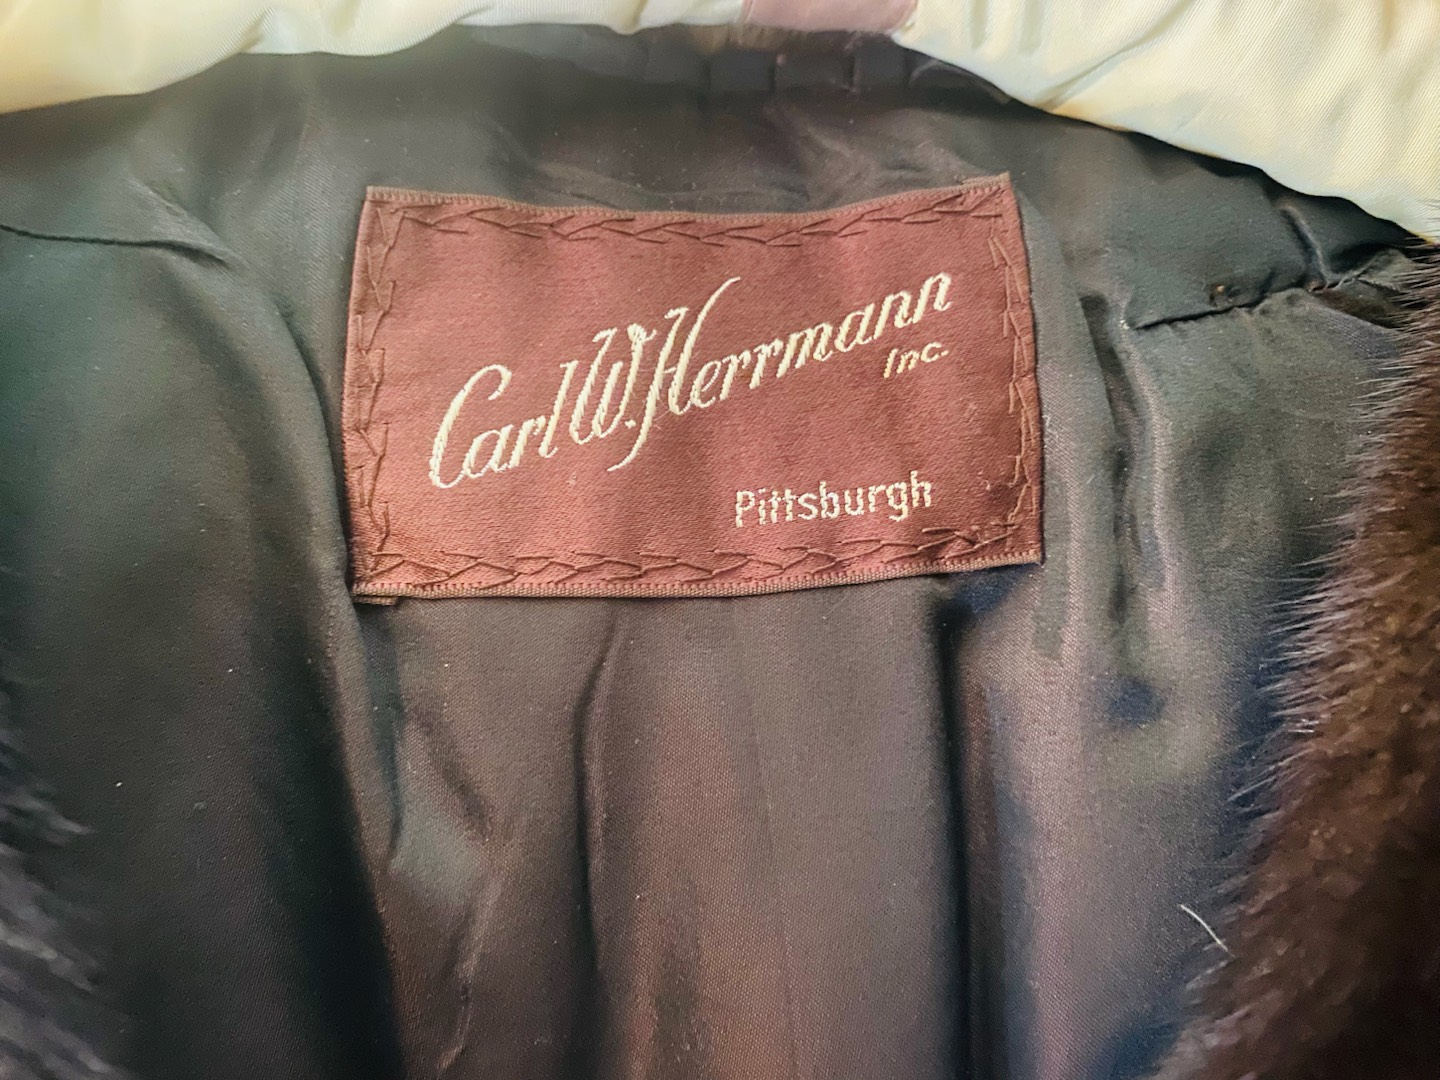 Carl W. Herrmann
Inc.
Pittsburgh